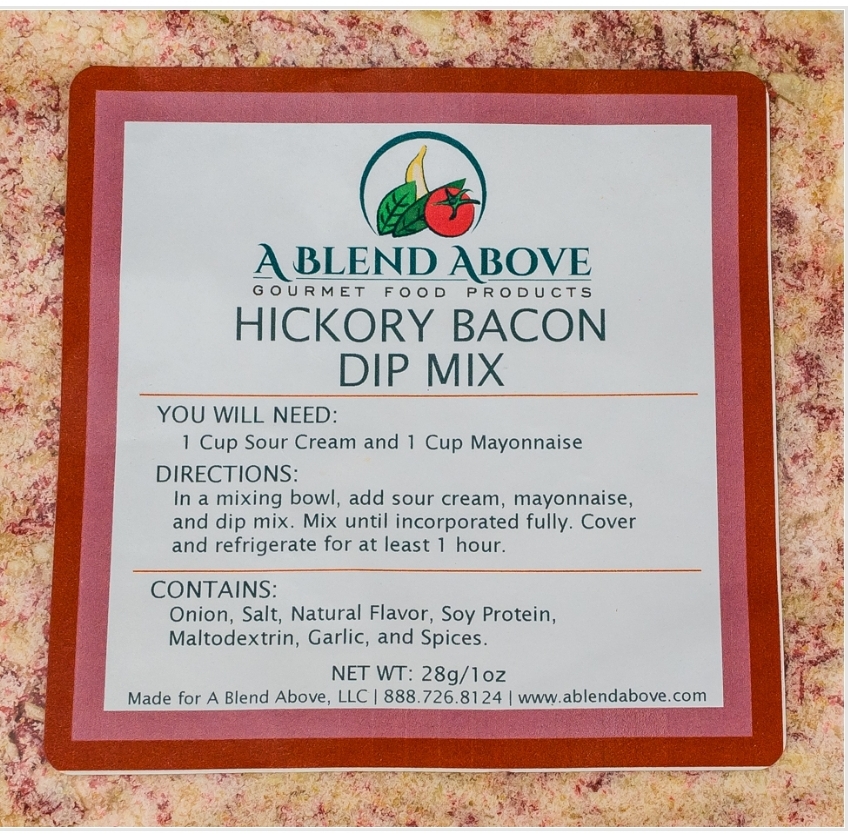 A BLEND ABOVE
GOURMET FOOD PRODUCTS
HICKORY BACON
DIP MIX
YOU WILL NEED:
1 Cup Sour Cream and 1 Cup Mayonnaise
DIRECTIONS:
In a mixing bowl, add sour cream, mayonnaise,
and dip mix. Mix until incorporated fully. Cover
and refrigerate for at least 1 hour.
CONTAINS:
Onion, Salt, Natural Flavor, Soy Protein,
Maltodextrin, Garlic, and Spices.
NET WT: 28g/1oz
Made for A Blend Above, LLC | 888.726.8124 | www.ablendabove.com